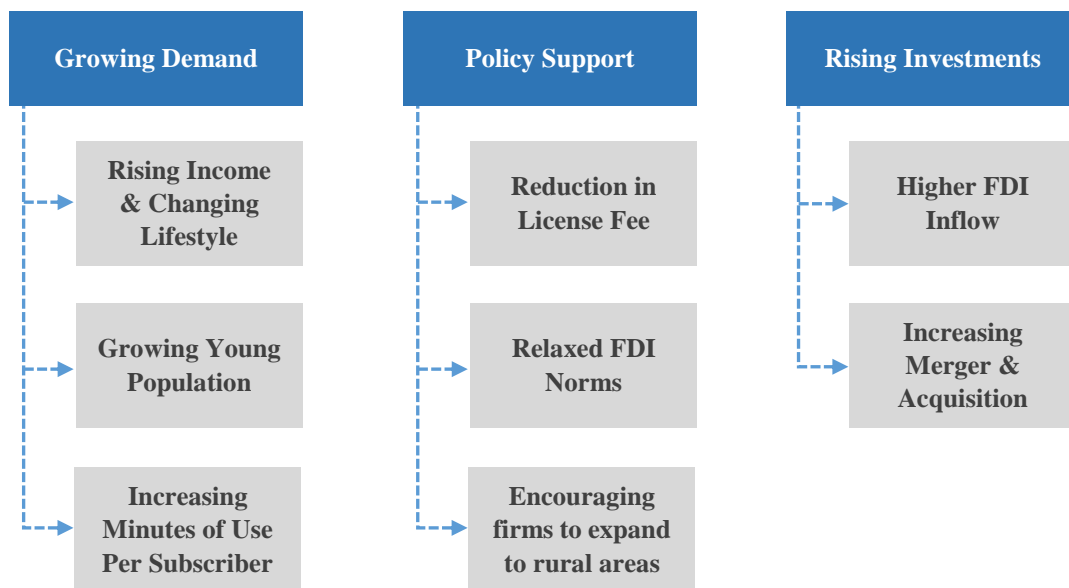 Growing Demand
Rising Income
& Changing
Lifestyle
Growing Young
Population
Increasing
Minutes of Use
Per Subscriber
Policy Support
Reduction in
License Fee
Relaxed FDI
Norms
Encouraging
firms to expand
to rural areas
Rising Investments
Higher FDI
Inflow
Increasing
Merger &
Acquisition